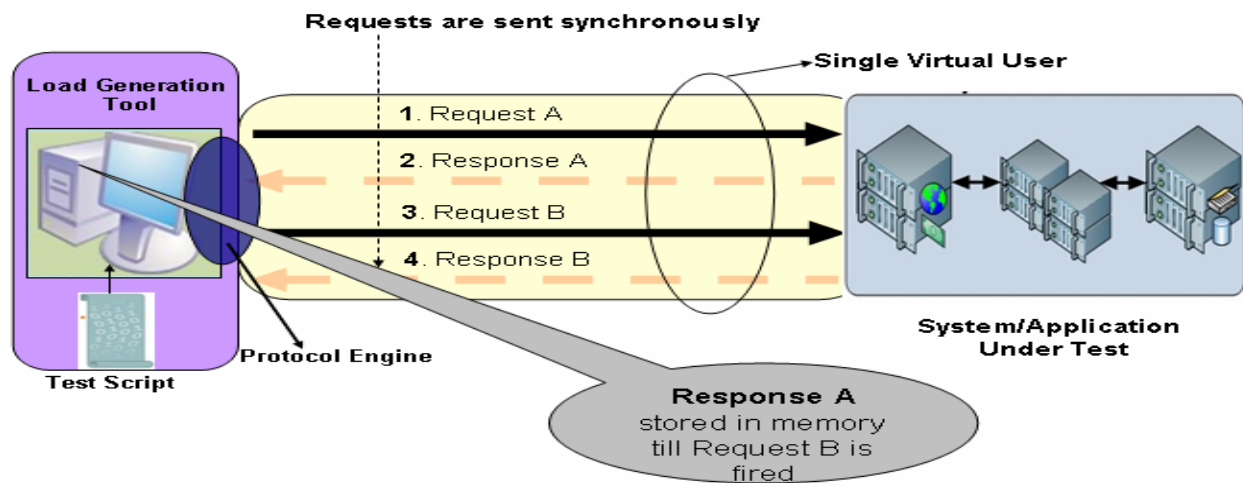 Requests are sent synchronously
Single Virtual User
Load Generation
Tool
1. Request A
2. Response A
3. Request B
4. Response B
Protocol Engine
Test Script
System/Application
Under Test
Response A
stored in memory
till Request B is
fired